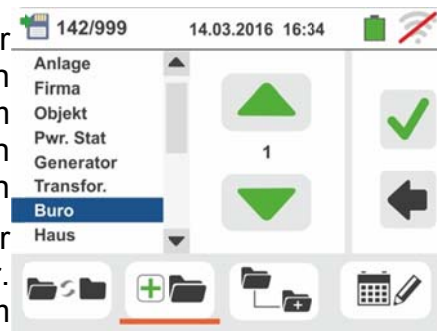 142/999 14.03.2016 16:34
Anlage
Firma
Objekt
Pwr. Stat
Generator
1
Transfor.
Buro
Haus